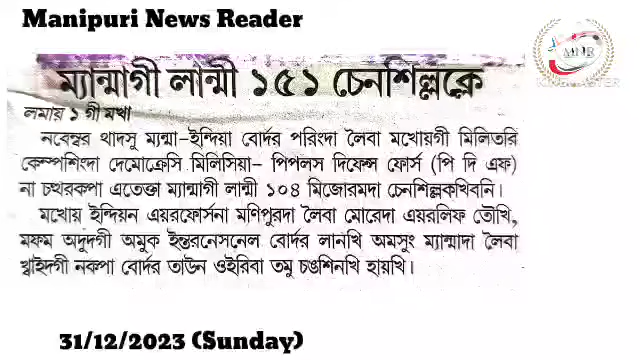 Manipuri News Reader
MNR
ম্যান্মাগী লান্মী ১৫১ চেনশিল্লক্লে
লমায় ১ গী মখা
নবেম্বর থাদসু ম্যান্মা-ইন্দিয়া বোর্দর পরিংদা লৈবা মখোয়গী মিলিতরি
কেম্পশিংদা দেমোক্রেসি মিলিসিয়া- পিপলস দিফেন্স ফোর্স (পি দি এফ)
না চথরকপা এতেক্তা ম্যান্মাগী লান্মী ১০৪ মিজোরমদা চেনশিল্লকখিবনি।
মখোয় ইন্দিয়ন এয়রফোর্সনা মণিপুরদা লৈবা মোরেদা এয়রলিফ তৌখি,
মফম অদুদগী অমুক ইন্তরনেসনেল বোর্দর লানখি অমসুং ম্যান্মাদা লৈবা
খ্বাইদগী নকপা বোর্দর তাউন ওইরিবা তমু চঙশিনখি হায়খি।
31/12/2023 (Sunday)